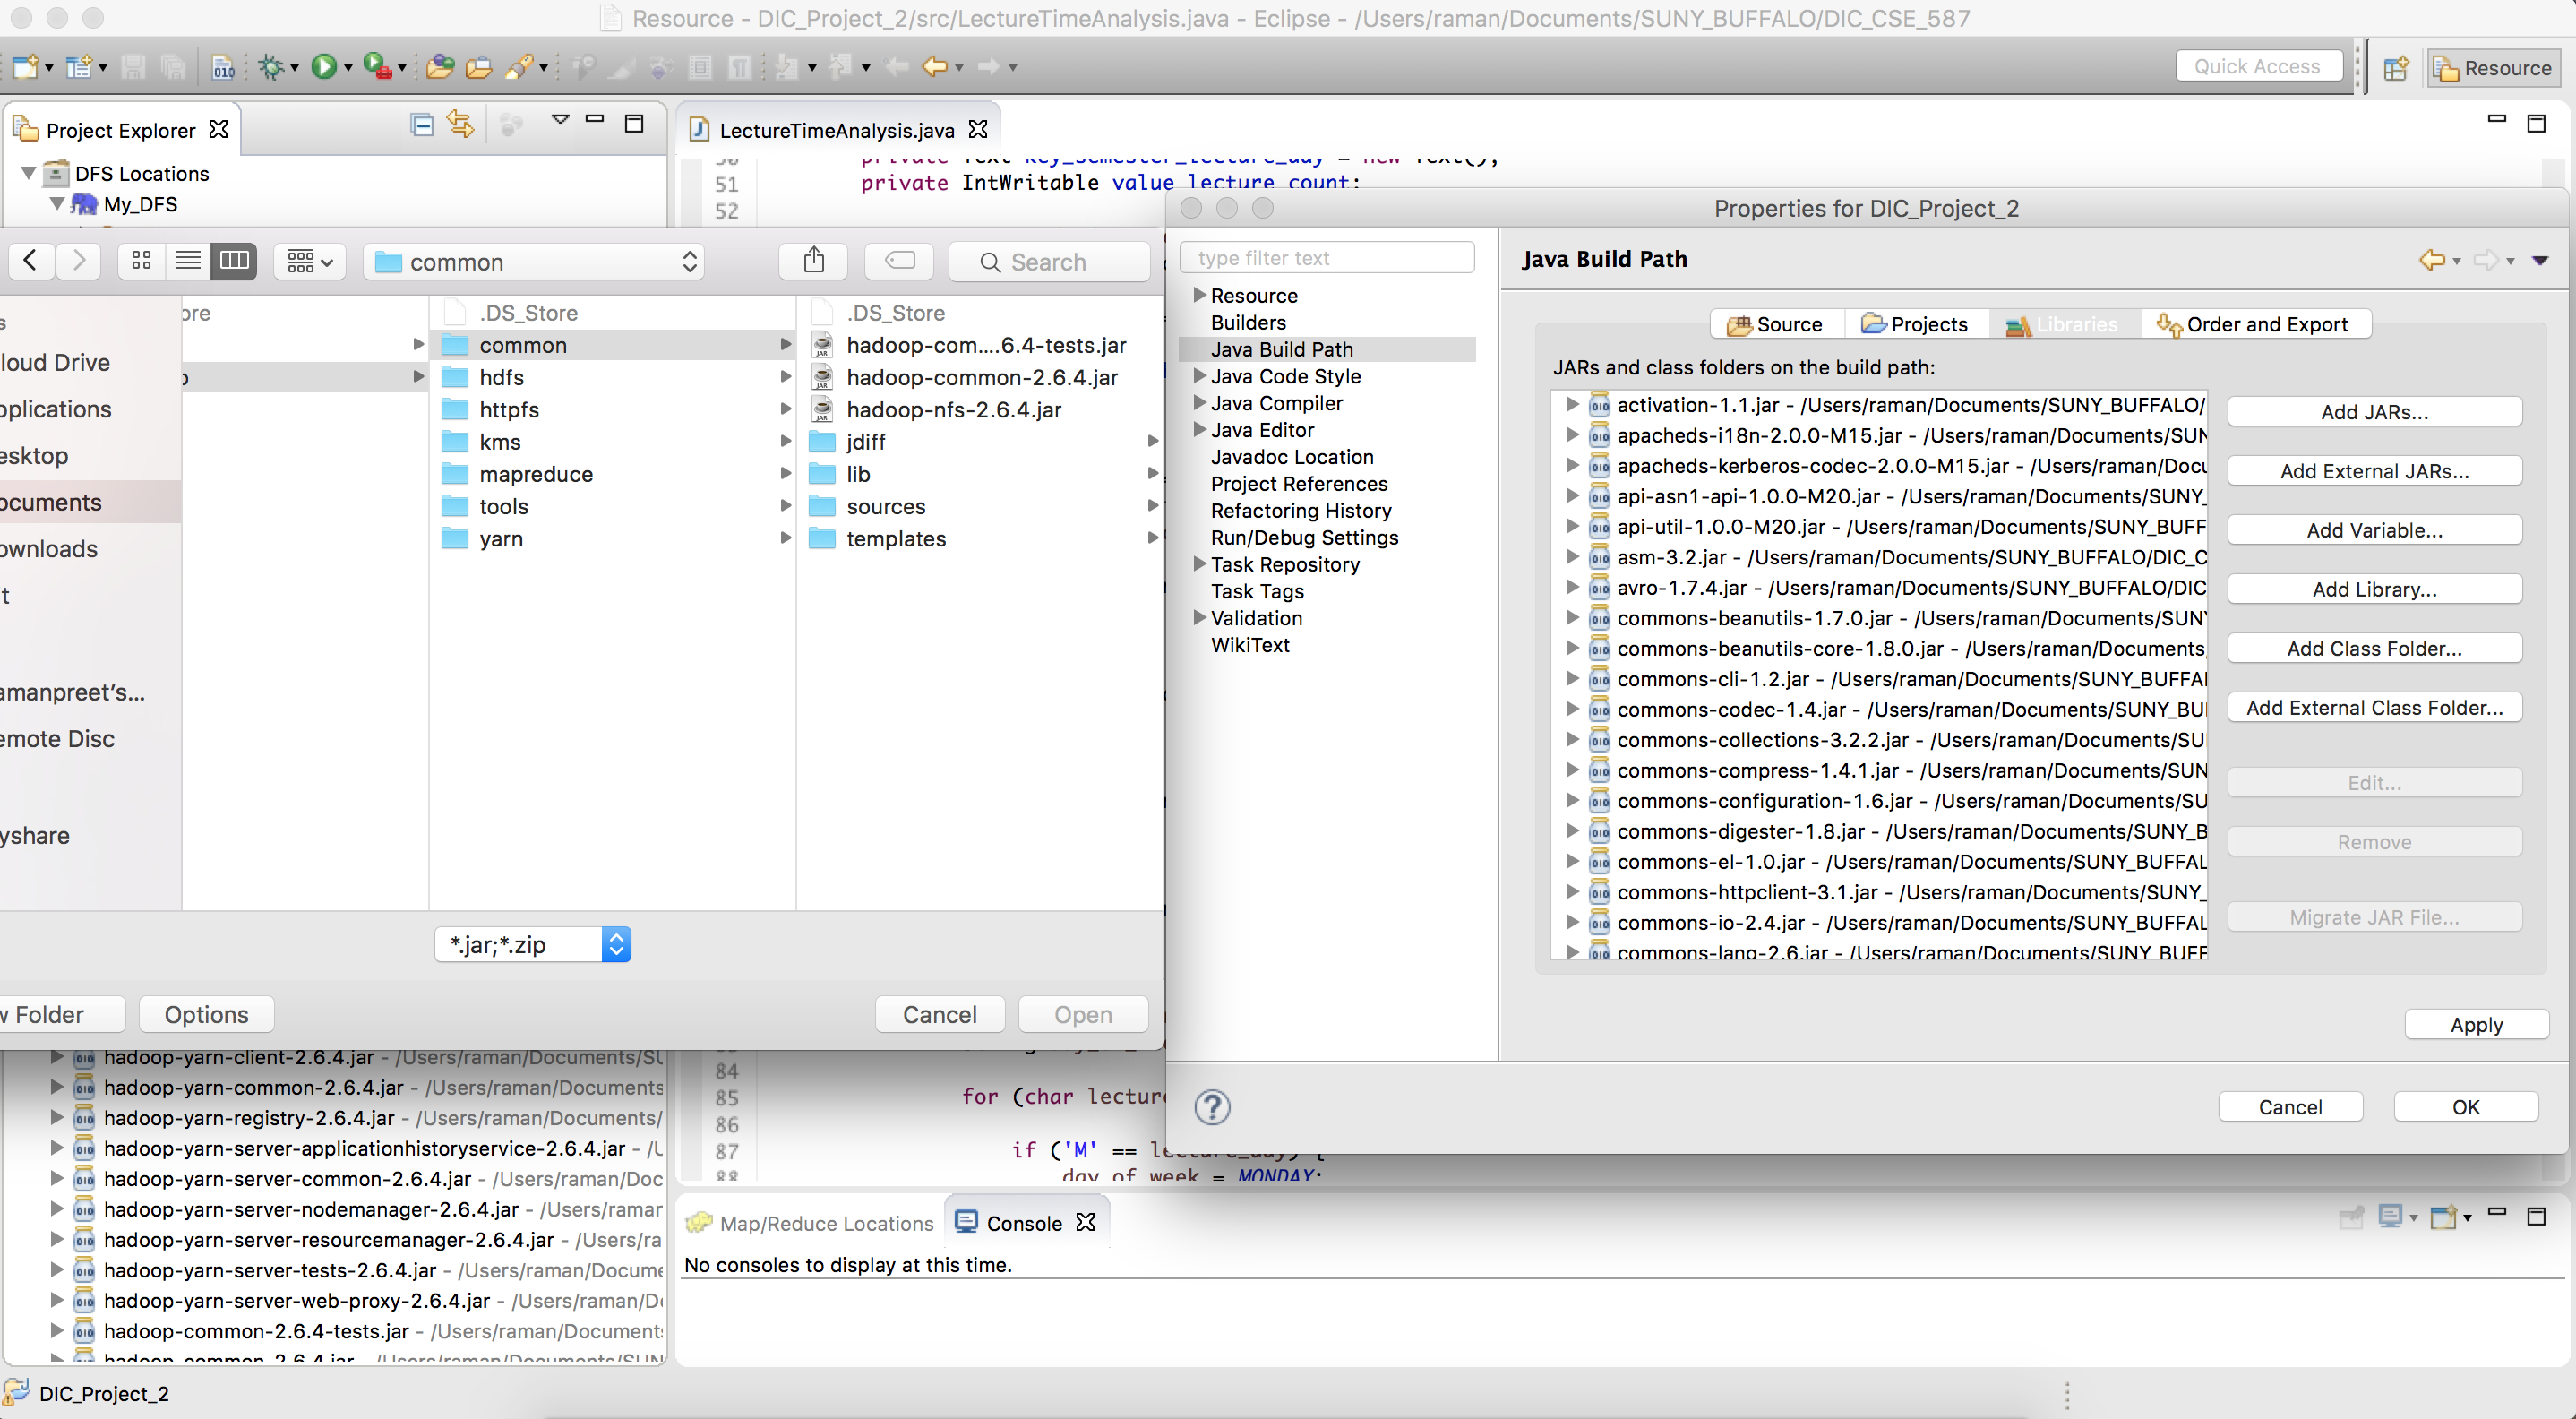 Resource - DIC_Project_2/src/LectureTimeAnalysis.java - Eclipse - /Users/raman/Documents/SUNY_BUFFALO/DIC_CSE_587
Quick Access
Resource
Project Explorer
DFS Locations
My_DFS
LectureTimeAnalysis.java
51 private IntWritable value_lecture_count;
52
common
Search
ore
loud Drive
pplications
esktop
ocuments
ownloads
t
amanpreet's...
emote Disc
yshare
.DS_Store
common
hdfs
httpfs
kms
mapreduce
tools
yarn
.DS_Store
hadoop-com....6.4-tests.jar
hadoop-common-2.6.4.jar
hadoop-nfs-2.6.4.jar
jdiff
lib
sources
templates
*.jar;*.zip
w Folder
Options
Cancel
Open
Properties for DIC_Project_2
type filter text
Resource
Builders
Java Build Path
Java Code Style
Java Compiler
Java Editor
Javadoc Location
Project References
Refactoring History
Run/Debug Settings
Task Repository
Task Tags
Validation
WikiText
Java Build Path
Source
Projects
Libraries
Order and Export
JARs and class folders on the build path:
activation-1.1.jar - /Users/raman/Documents/SUNY_BUFFALO/
apacheds-i18n-2.0.0-M15.jar - /Users/raman/Documents/SUN
apacheds-kerberos-codec-2.0.0-M15.jar - /Users/raman/Docu
api-asn1-api-1.0.0-M20.jar - /Users/raman/Documents/SUNY_
api-util-1.0.0-M20.jar - /Users/raman/Documents/SUNY_BUFF
asm-3.2.jar - /Users/raman/Documents/SUNY_BUFFALO/DIC_C
avro-1.7.4.jar - /Users/raman/Documents/SUNY_BUFFALO/DIC
commons-beanutils-1.7.0.jar - /Users/raman/Documents/SUNY
commons-beanutils-core-1.8.0.jar - /Users/raman/Documents
commons-cli-1.2.jar - /Users/raman/Documents/SUNY_BUFFAL
commons-codec-1.4.jar - /Users/raman/Documents/SUNY_BU
commons-collections-3.2.2.jar - /Users/raman/Documents/SU
commons-compress-1.4.1.jar - /Users/raman/Documents/SUN
commons-configuration-1.6.jar - /Users/raman/Documents/SU
commons-digester-1.8.jar - /Users/raman/Documents/SUNY_B
commons-el-1.0.jar - /Users/raman/Documents/SUNY_BUFFAL
commons-httpclient-3.1.jar - /Users/raman/Documents/SUNY_
commons-io-2.4.jar - /Users/raman/Documents/SUNY_BUFFAL
commons-lang-2.6.jar - /Users/raman/Documents/SUNY_BUFF
Add JARs...
Add External JARs...
Add Variable...
Add Library...
Add Class Folder...
Add External Class Folder...
Edit...
Remove
Migrate JAR File...
Apply
Cancel
OK
hadoop-yarn-client-2.6.4.jar - /Users/raman/Documents/SU
hadoop-yarn-common-2.6.4.jar - /Users/raman/Documents
hadoop-yarn-registry-2.6.4.jar - /Users/raman/Documents/
hadoop-yarn-server-applicationhistoryservice-2.6.4.jar - /U
hadoop-yarn-server-common-2.6.4.jar - /Users/raman/Doc
hadoop-yarn-server-nodemanager-2.6.4.jar - /Users/raman
hadoop-yarn-server-resourcemanager-2.6.4.jar - /Users/ra
hadoop-yarn-server-tests-2.6.4.jar - /Users/raman/Docume
hadoop-yarn-server-web-proxy-2.6.4.jar - /Users/raman/D
hadoop-common-2.6.4-tests.jar - /Users/raman/Document
hadoop-common-2.6.4.jar - /Users/raman/Documents/SUN
84
85 for (char lecture
86
87 if ('M' == lecture_day) {
88 day_of_week = MONDAY;
Map/Reduce Locations
Console
No consoles to display at this time.
DIC_Project_2